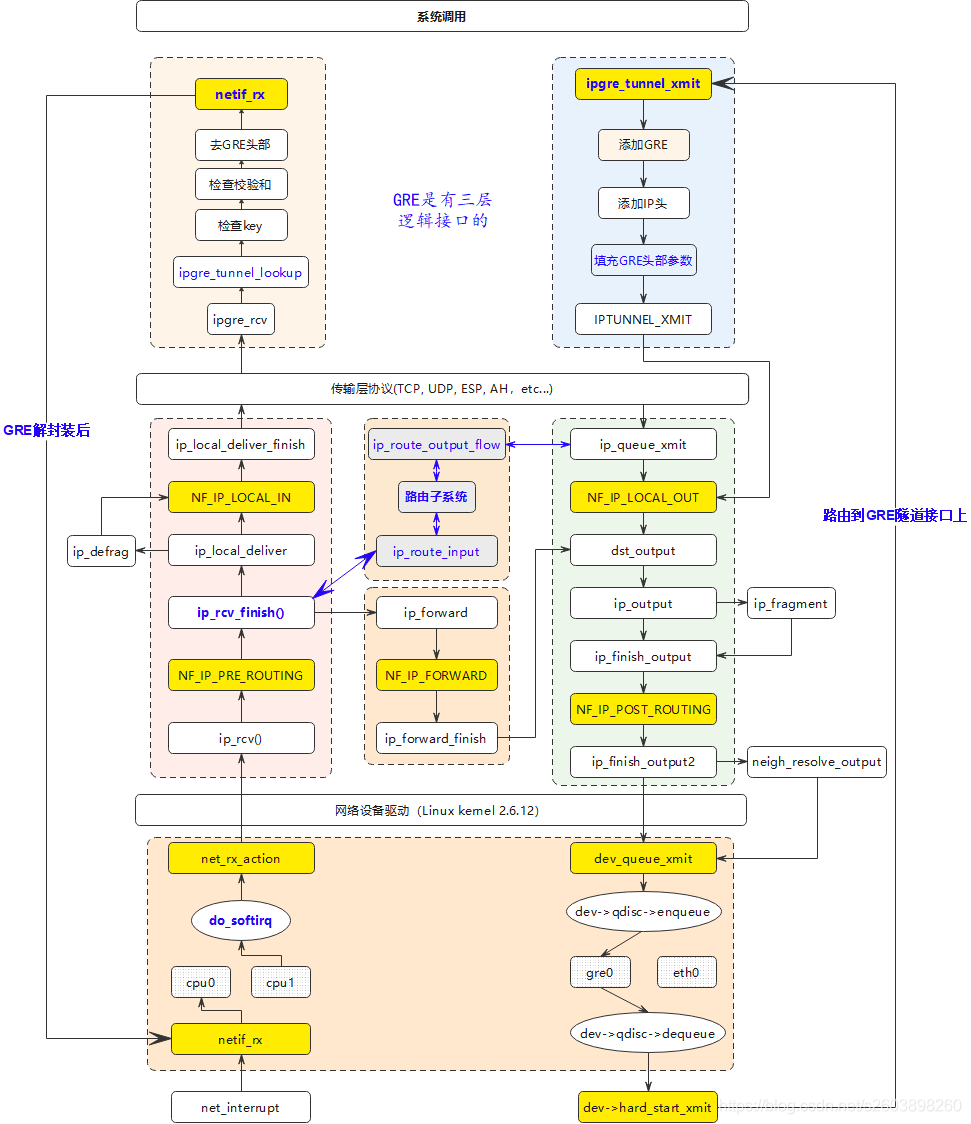 系统调用
netif_rx
去GRE头部
检查校验和
检查key
ipgre_tunnel_lookup
ipgre_rcv
GRE是有三层
逻辑接口的
ipgre_tunnel_xmit
添加GRE
添加IP头
填充GRE头部参数
IPTUNNEL_XMIT
传输层协议(TCP, UDP, ESP, AH，etc...)
GRE解封装后
ip_local_deliver_finish
NF_IP_LOCAL_IN
ip_defrag
ip_local_deliver
ip_rcv_finish()
NF_IP_PRE_ROUTING
ip_rcv()
ip_route_output_flow
路由子系统
ip_route_input
ip_forward
NF_IP_FORWARD
ip_forward_finish
ip_queue_xmit
NF_IP_LOCAL_OUT
路由到GRE隧道接口上
dst_output
ip_output
ip_fragment
ip_finish_output
NF_IP_POST_ROUTING
ip_finish_output2
neigh_resolve_output
网络设备驱动（Linux kernel 2.6.12）
net_rx_action
do_softirq
cpu0
cpu1
netif_rx
net_interrupt
dev_queue_xmit
dev->qdisc->enqueue
gre0
eth0
dev->qdisc->dequeue
dev->hard_start_xmit